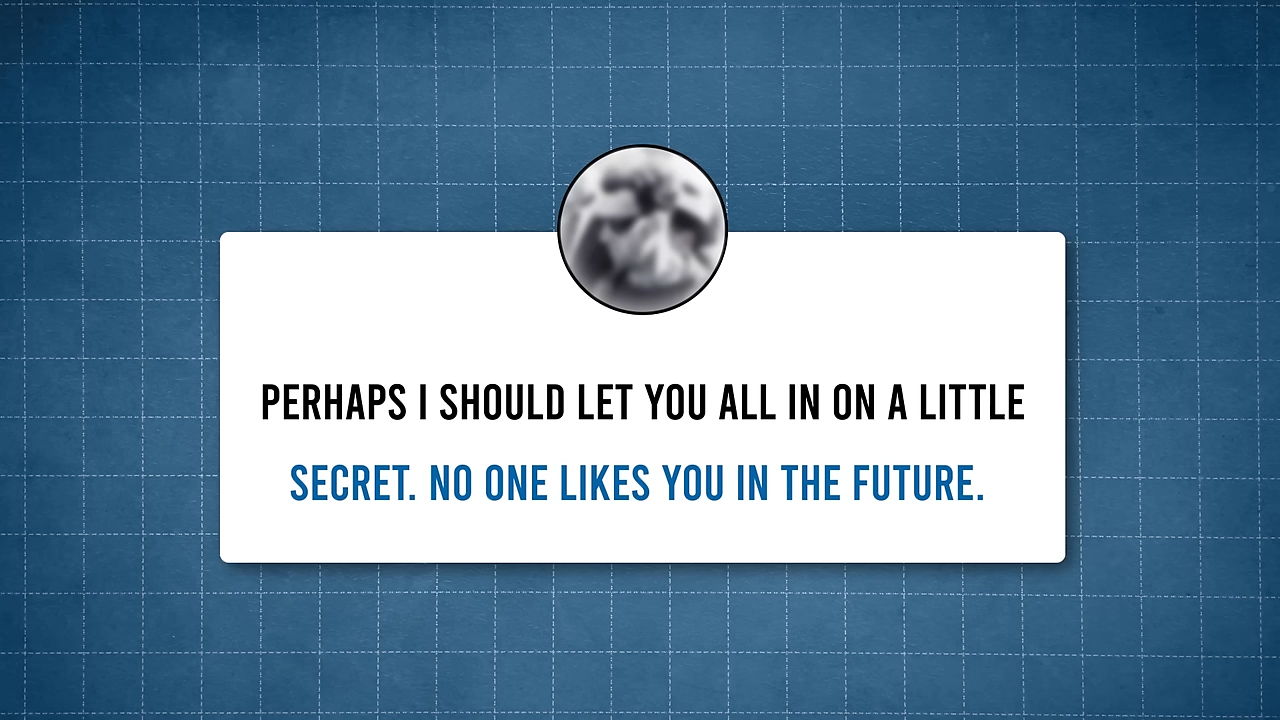 PERHAPS I SHOULD LET YOU ALL IN ON A LITTLE
SECRET. NO ONE LIKES YOU IN THE FUTURE.